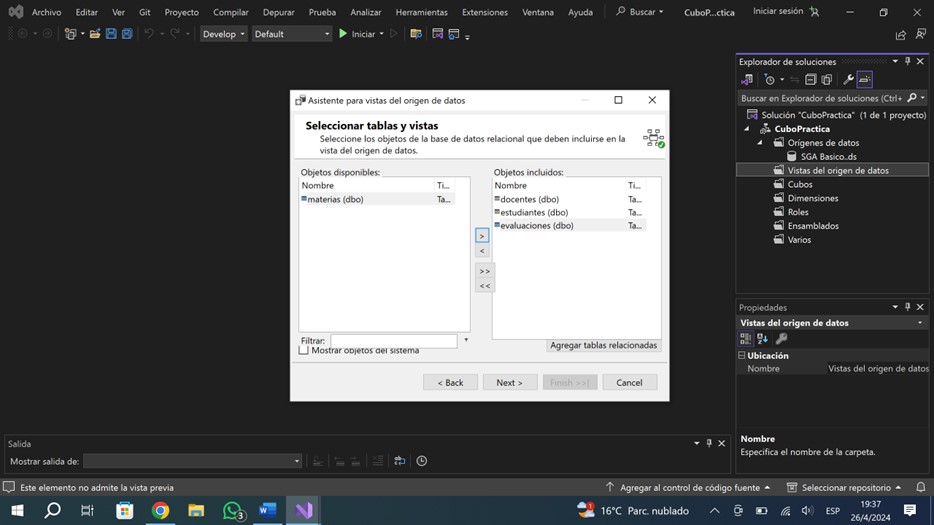 Archivo Editar Ver Git Proyecto Compilar Depurar Prueba Analizar Herramientas Extensiones Ventana Ayuda Buscar CuboP...ctica Iniciar sesión
Develop Default Iniciar
Explorador de soluciones
Buscar en Explorador de soluciones (Ctrl+
Solución "CuboPractica" (1 de 1 proyecto)
CuboPractica
Orígenes de datos
SGA Basico..ds
Vistas del origen de datos
Cubos
Dimensiones
Roles
Ensamblados
Varios
Asistente para vistas del origen de datos
Seleccionar tablas y vistas
Seleccione los objetos de la base de datos relacional que deben incluirse en la
vista del origen de datos.
Objetos disponibles:
Nombre Ti...
materias (dbo) Ta...
Objetos incluidos:
Nombre Ti...
docentes (dbo) Ta...
estudiantes (dbo) Ta...
evaluaciones (dbo) Ta...
>
<
>>
<<
Filtrar:
Mostrar objetos del sistema
Agregar tablas relacionadas
< Back Next > Finish >>| Cancel
Propiedades
Vistas del origen de datos
Ubicación
Nombre Vistas del origen de datos
Nombre
Especifica el nombre de la carpeta.
Salida
Mostrar salida de:
Este elemento no admite la vista previa Agregar al control de código fuente Seleccionar repositorio
3 16°C Parc. nublado ESP 19:37
26/4/2024